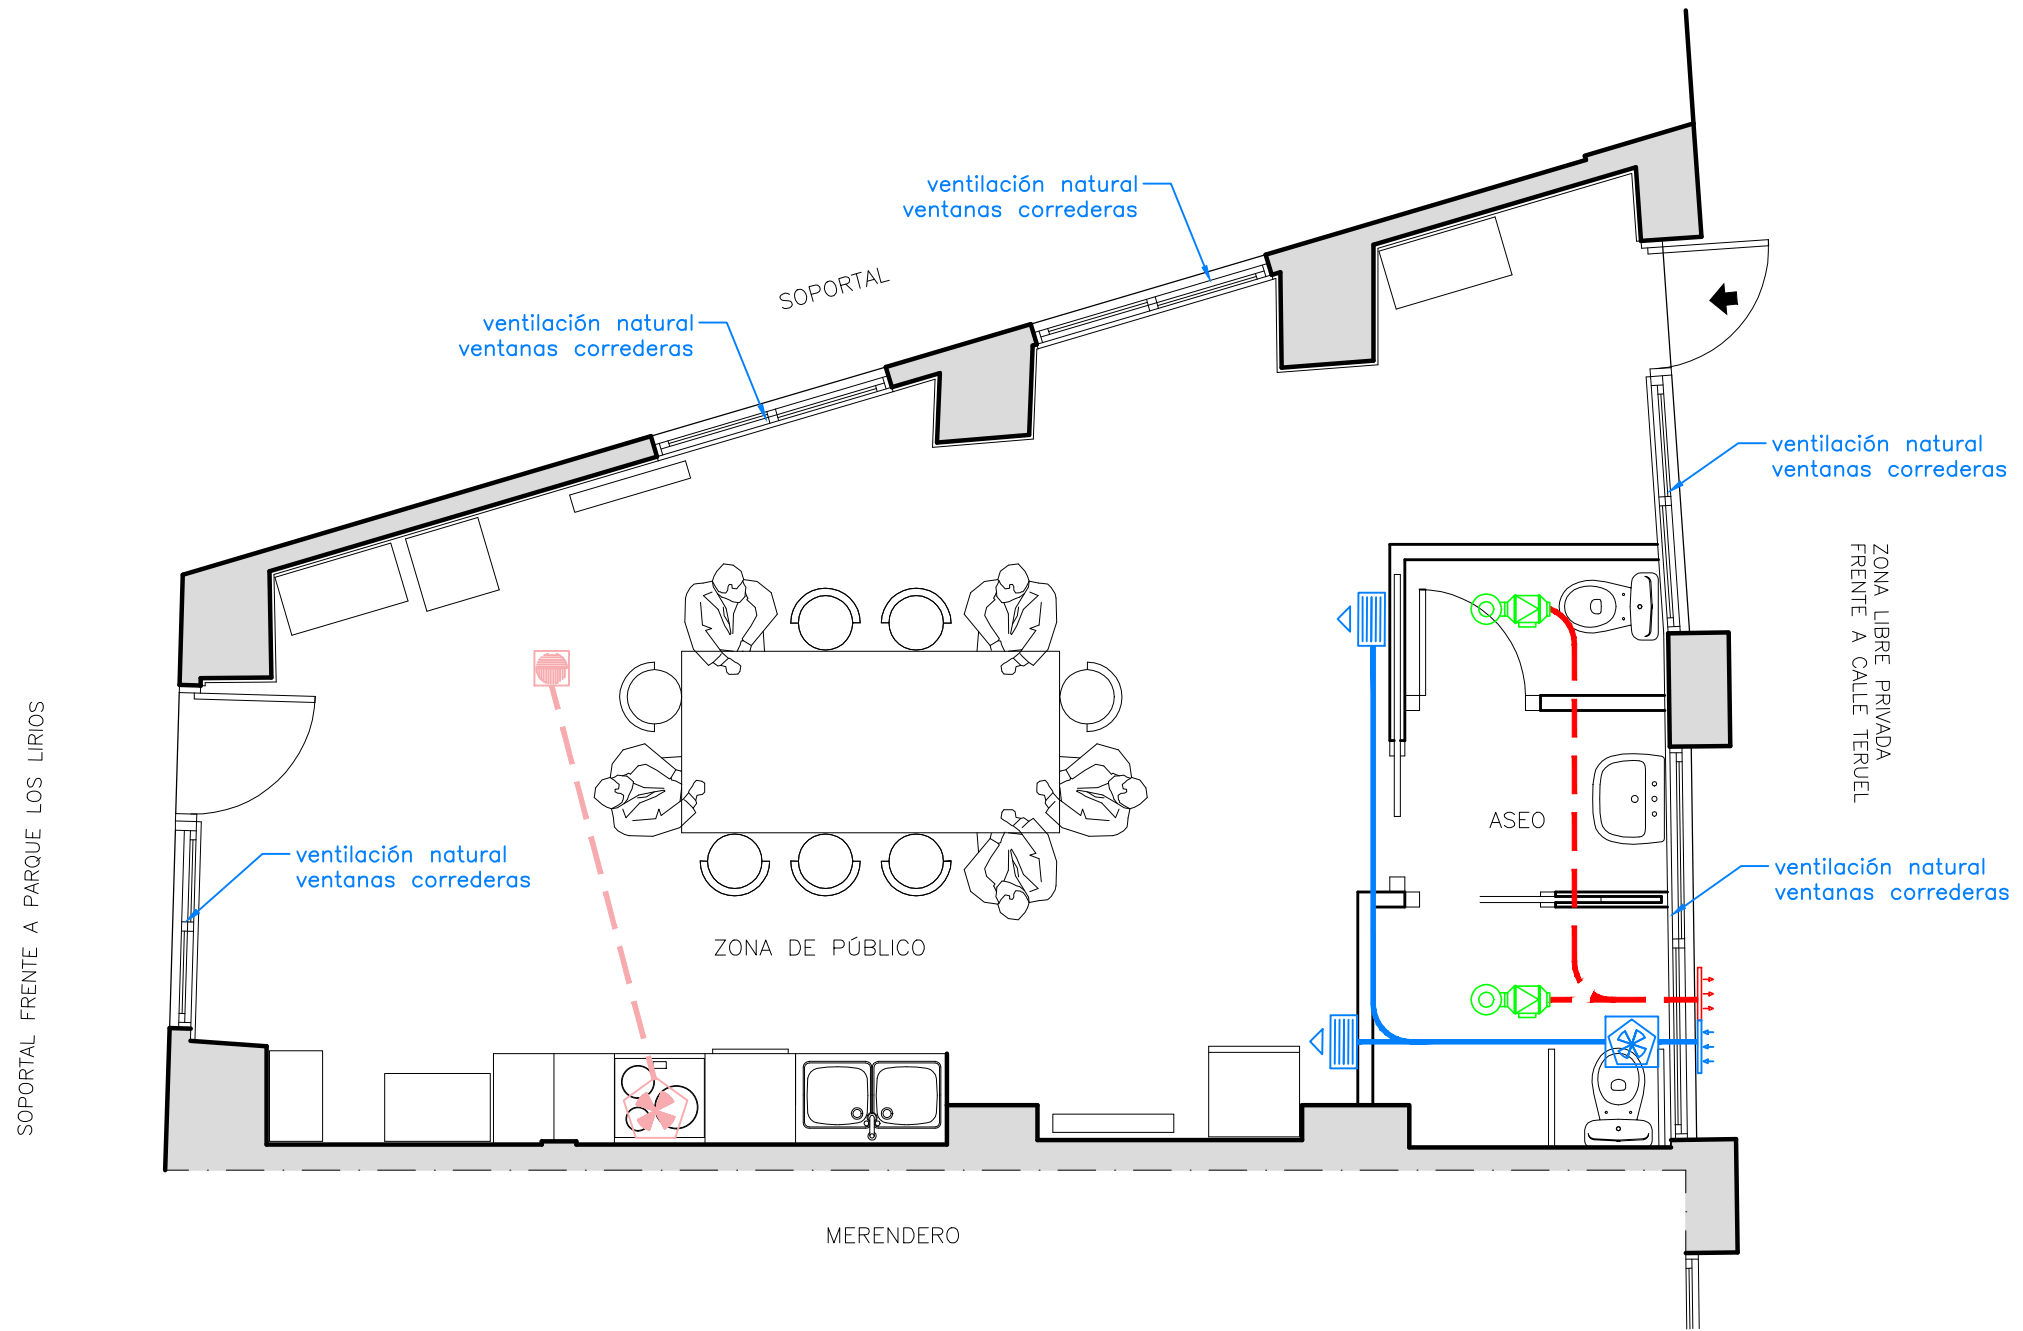 ventilación natural
ventanas correderas
SOPORTAL
ventilación natural
ventanas correderas
ventilación natural
ventanas correderas
ZONA LIBRE PRIVADA
FRENTE A CALLE TERUEL
SOPORTAL FRENTE A PARQUE LOS LIRIOS
ASEO
ventilación natural
ventanas correderas
ventilación natural
ventanas correderas
ZONA DE PÚBLICO
MERENDERO